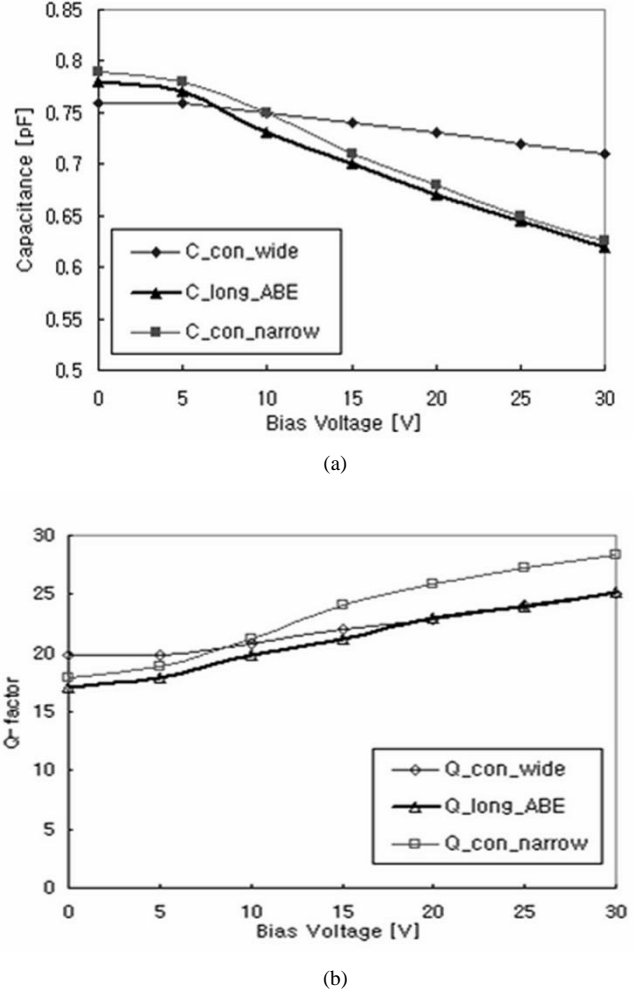 0.85
0.8
0.75
0.7
0.65
0.6
0.55
0.5
Capacitance [pF]
C_con_wide
C_long_ABE
C_con_narrow
0 5 10 15 20 25 30
Bias Voltage [V]
(a)
30
25
20
15
10
5
0
Q-factor
Q_con_wide
Q_long_ABE
Q_con_narrow
0 5 10 15 20 25 30
Bias Voltage [V]
(b)